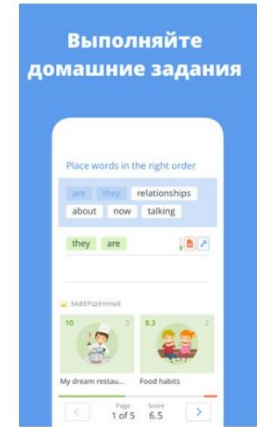 Выполняйте
домашние задания
Place words in the right order
are they relationships
about now talking
they are
ЗАВЕРШЕННЫЕ
10 3 8.3 2
My dream restau... Food habits
Page Score
1 of 5 6.5